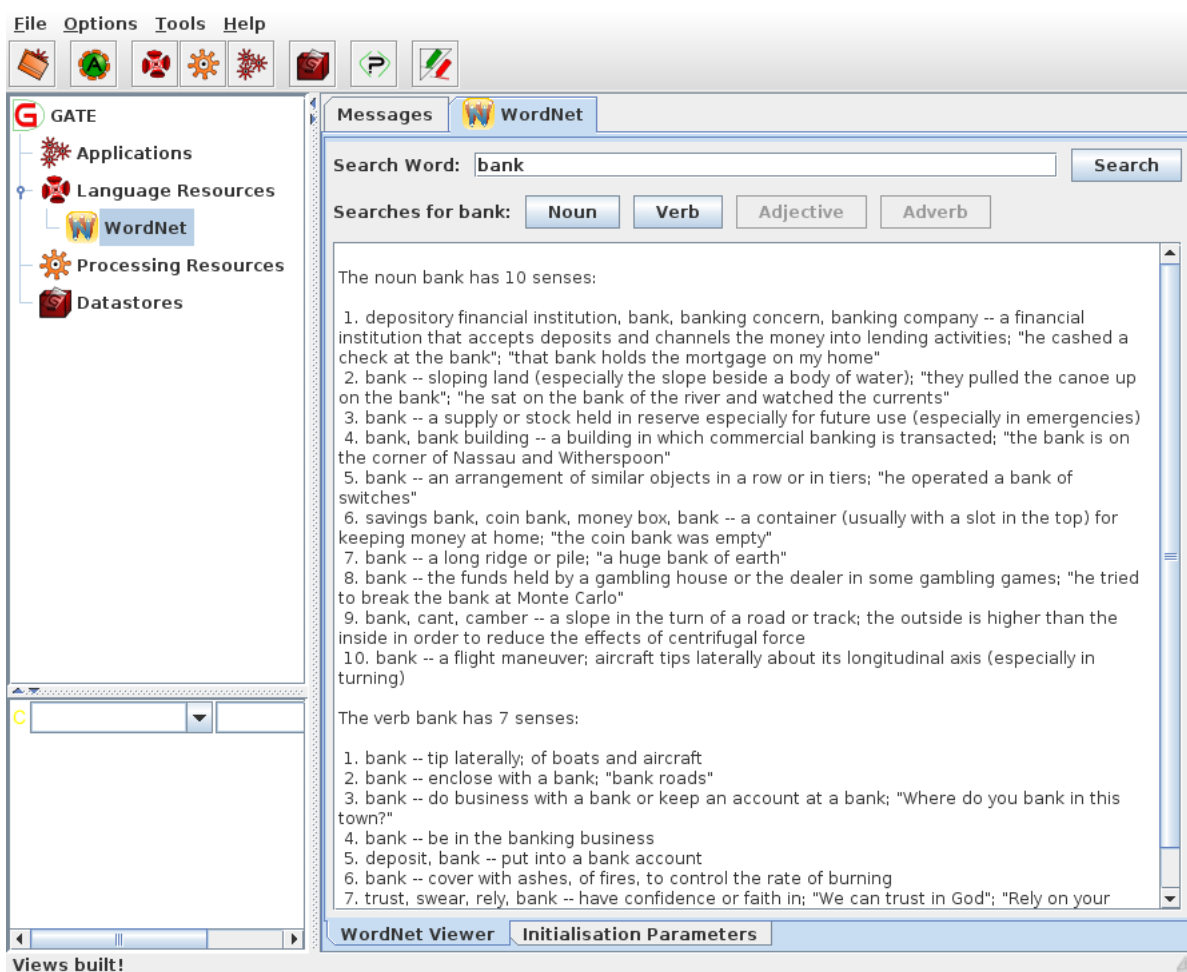 File Options Tools Help
GATE
Applications
Language Resources
WordNet
Processing Resources
Datastores
Messages WordNet
Search Word: bank Search
Searches for bank: Noun Verb Adjective Adverb
The noun bank has 10 senses:
1. depository financial institution, bank, banking concern, banking company -- a financial
institution that accepts deposits and channels the money into lending activities; "he cashed a
check at the bank"; "that bank holds the mortgage on my home"
2. bank -- sloping land (especially the slope beside a body of water); "they pulled the canoe up
on the bank"; "he sat on the bank of the river and watched the currents"
3. bank -- a supply or stock held in reserve especially for future use (especially in emergencies)
4. bank, bank building -- a building in which commercial banking is transacted; "the bank is on
the corner of Nassau and Witherspoon"
5. bank -- an arrangement of similar objects in a row or in tiers; "he operated a bank of
switches"
6. savings bank, coin bank, money box, bank -- a container (usually with a slot in the top) for
keeping money at home; "the coin bank was empty"
7. bank -- a long ridge or pile; "a huge bank of earth"
8. bank -- the funds held by a gambling house or the dealer in some gambling games; "he tried
to break the bank at Monte Carlo"
9. bank, cant, camber -- a slope in the turn of a road or track; the outside is higher than the
inside in order to reduce the effects of centrifugal force
10. bank -- a flight maneuver; aircraft tips laterally about its longitudinal axis (especially in
turning)
The verb bank has 7 senses:
1. bank -- tip laterally; of boats and aircraft
2. bank -- enclose with a bank; "bank roads"
3. bank -- do business with a bank or keep an account at a bank; "Where do you bank in this
town?"
4. bank -- be in the banking business
5. deposit, bank -- put into a bank account
6. bank -- cover with ashes, of fires, to control the rate of burning
7. trust, swear, rely, bank -- have confidence or faith in; "We can trust in God"; "Rely on your
C
WordNet Viewer Initialisation Parameters
Views built!